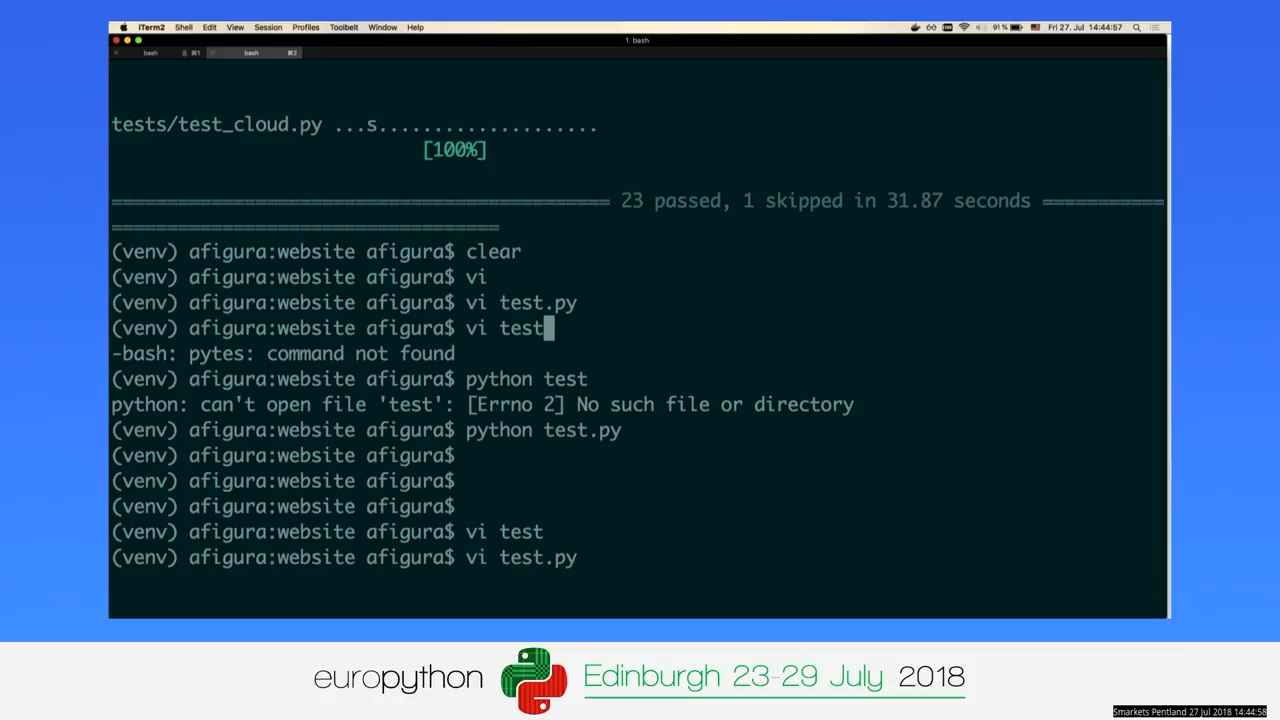 iTerm2 Shell Edit View Session Profiles Toolbelt Window Help 91% Fri 27. Jul 14:44:57
1. bash
bash ⌘1 bash ⌘2
tests/test_cloud.py ...s....................
[100%]
======================================== 23 passed, 1 skipped in 31.87 seconds ===========
===================================
(venv) afigura:website afigura$ clear
(venv) afigura:website afigura$ vi
(venv) afigura:website afigura$ vi test.py
(venv) afigura:website afigura$ vi test
-bash: pytes: command not found
(venv) afigura:website afigura$ python test
python: can't open file 'test': [Errno 2] No such file or directory
(venv) afigura:website afigura$ python test.py
(venv) afigura:website afigura$
(venv) afigura:website afigura$
(venv) afigura:website afigura$
(venv) afigura:website afigura$ vi test
(venv) afigura:website afigura$ vi test.py
europython Edinburgh 23-29 July 2018
Smarkets Pentland 27 Jul 2018 14:44:58